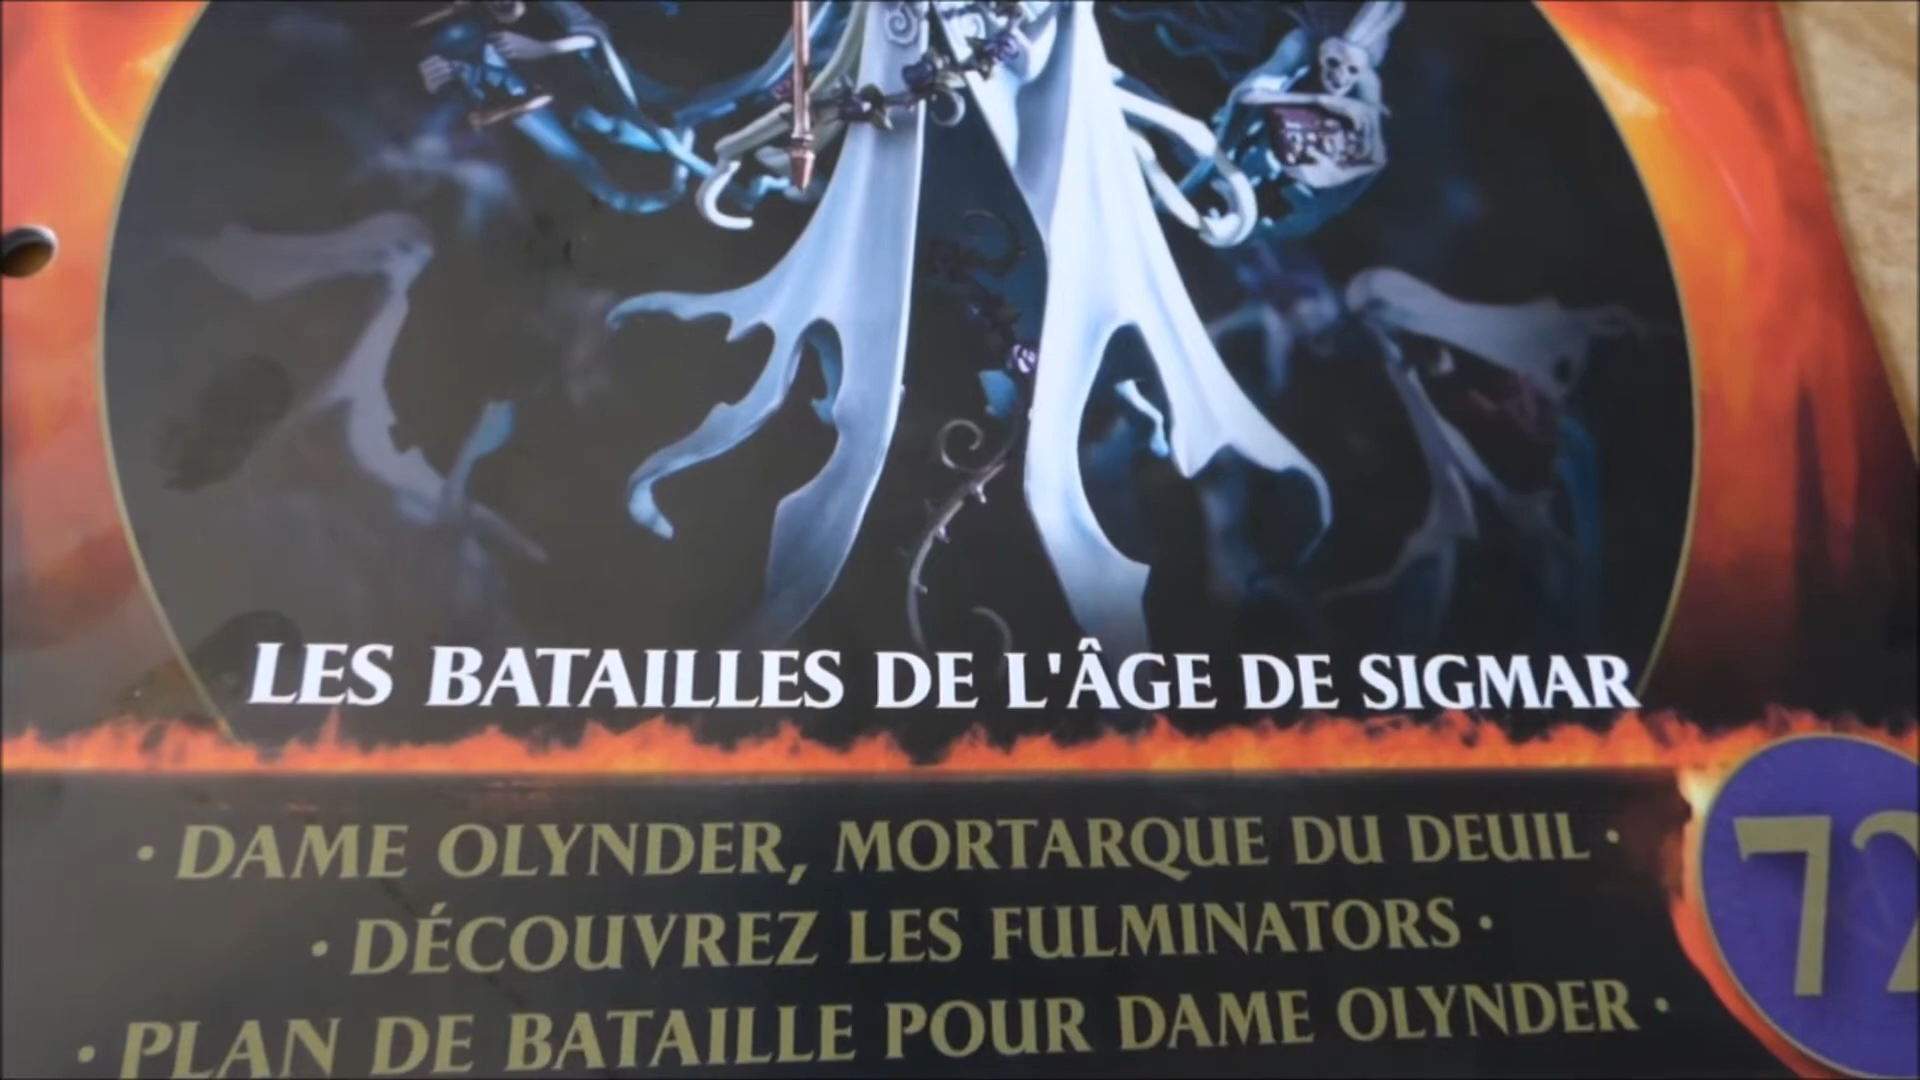 LES BATAILLES DE L'ÂGE DE SIGMAR
· DAME OLYNDER, MORTARQUE DU DEUIL ·
· DÉCOUVREZ LES FULMINATORS ·
· PLAN DE BATAILLE POUR DAME OLYNDER ·
72